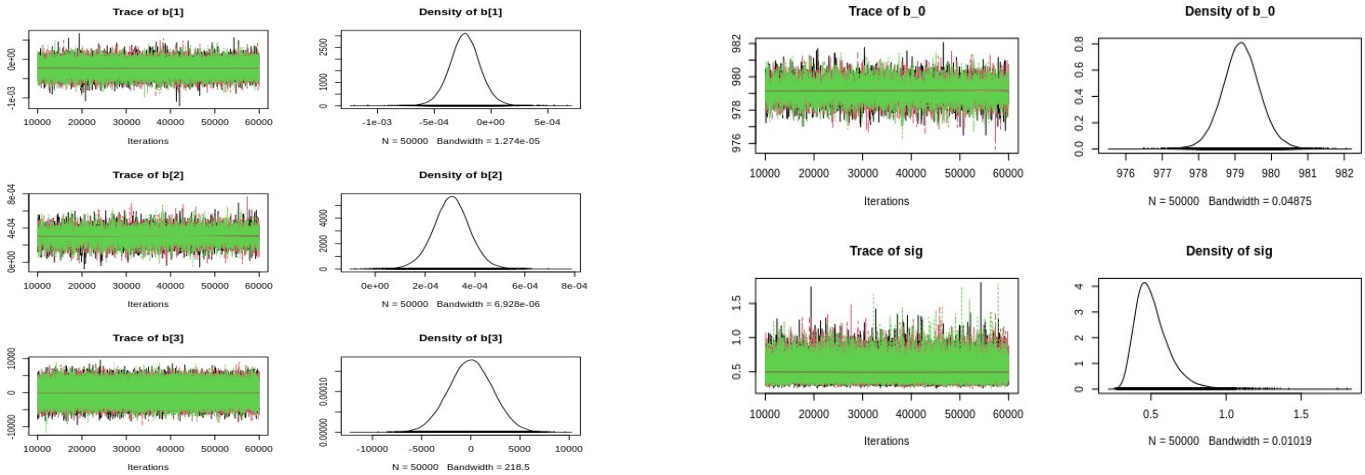 Trace of b[1]
1e-03 0e+00
10000 20000 30000 40000 50000 60000
Iterations
Density of b[1]
0 1000 2500
-1e-03 -5e-04 0e+00 5e-04
N = 50000 Bandwidth = 1.274e-05
Trace of b[2]
0e+00 4e-04 8e-04
10000 20000 30000 40000 50000 60000
Iterations
Density of b[2]
0 2000 4000
0e+00 2e-04 4e-04 6e-04 8e-04
N = 50000 Bandwidth = 6.928e-06
Trace of b[3]
-10000 0 10000
10000 20000 30000 40000 50000 60000
Iterations
Density of b[3]
0.00000 0.00010
-10000 -5000 0 5000 10000
N = 50000 Bandwidth = 218.5
Trace of b_0
976 978 980 982
10000 20000 30000 40000 50000 60000
Iterations
Density of b_0
0.0 0.2 0.4 0.6 0.8
976 977 978 979 980 981 982
N = 50000 Bandwidth = 0.04875
Trace of sig
0.5 1.0 1.5
10000 20000 30000 40000 50000 60000
Iterations
Density of sig
0 1 2 3 4
0.5 1.0 1.5
N = 50000 Bandwidth = 0.01019